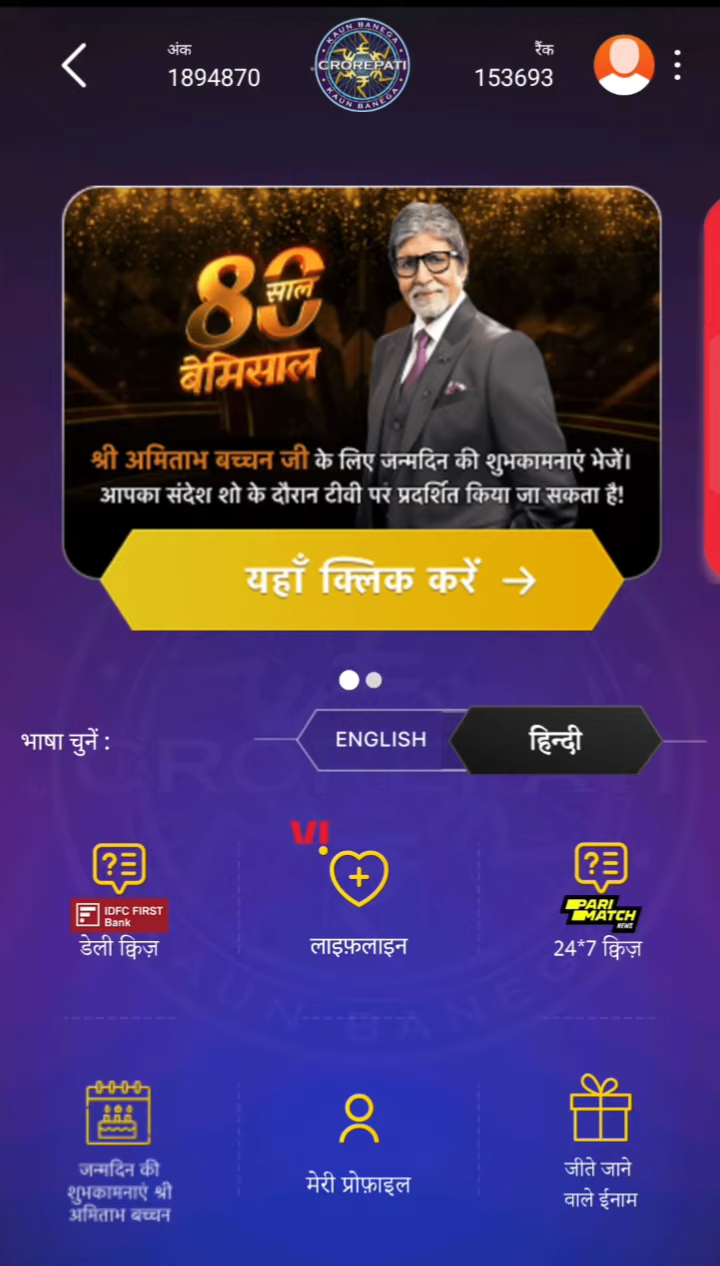 अंक
1894870
KAUN BANEGA
CROREPATI
KAUN BANEGA
रैंक
153693
80 साल
बेमिसाल
श्री अमिताभ बच्चन जी के लिए जन्मदिन की शुभकामनाएं भेजें।
आपका संदेश शो के दौरान टीवी पर प्रदर्शित किया जा सकता है!
यहाँ क्लिक करें →
भाषा चुनें :
ENGLISH
हिन्दी
VI
IDFC FIRST
Bank
डेली क्विज़
लाइफ़लाइन
PARI
MATCH
NEWS
24*7 क्विज़
जन्मदिन की
शुभकामनाएं श्री
अमिताभ बच्चन
मेरी प्रोफ़ाइल
जीते जाने
वाले ईनाम